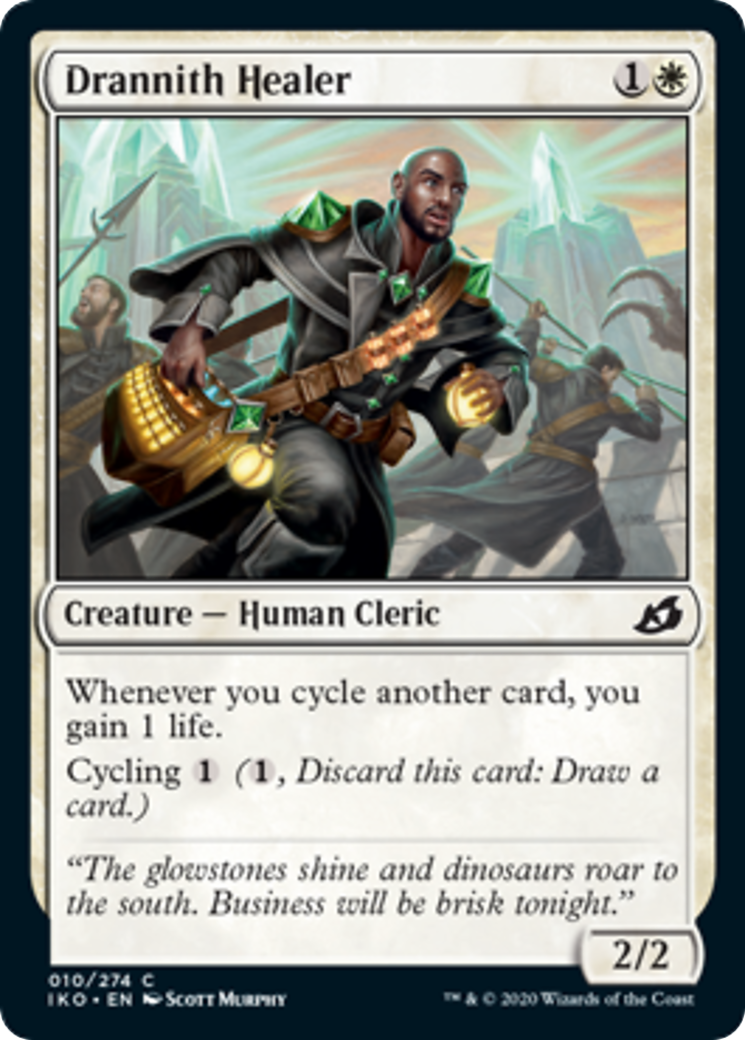 Drannith Healer 1
Creature — Human Cleric
Whenever you cycle another card, you
gain 1 life.
Cycling 1 (1, Discard this card: Draw a
card.)
“The glowstones shine and dinosaurs roar to
the south. Business will be brisk tonight.”
2/2
010/274 C
IKO • EN Scott Murphy
™ & © 2020 Wizards of the Coast